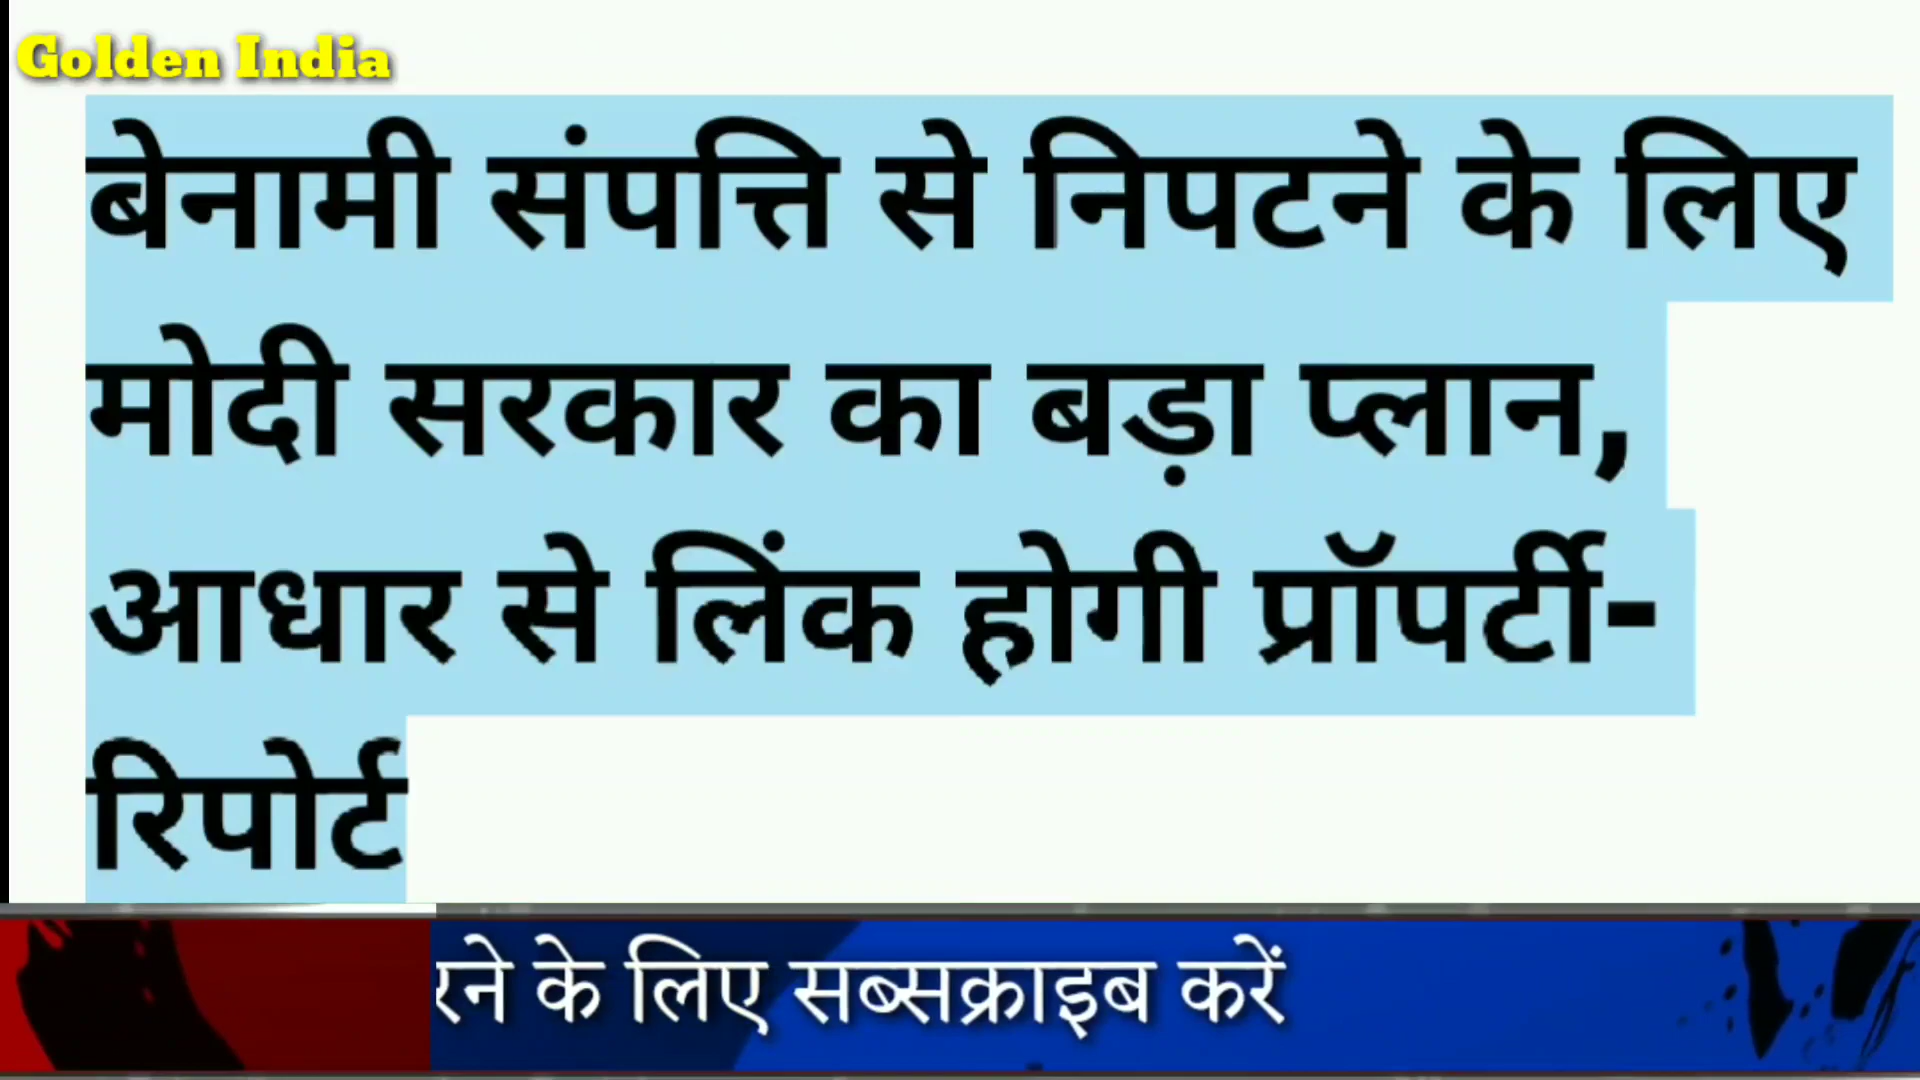 Golden India
बेनामी संपत्ति से निपटने के लिए
मोदी सरकार का बड़ा प्लान,
आधार से लिंक होगी प्रॉपर्टी-
रिपोर्ट
रने के लिए सब्सक्राइब करें